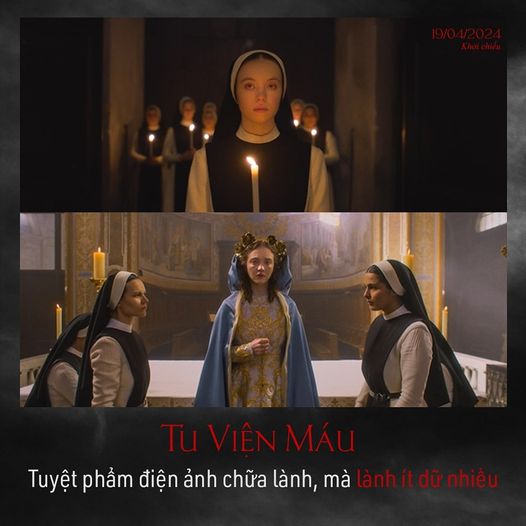 19/04/2024
Khởi chiếu
Tu Viện Máu
Tuyệt phẩm điện ảnh chữa lành, mà lành ít dữ nhiều